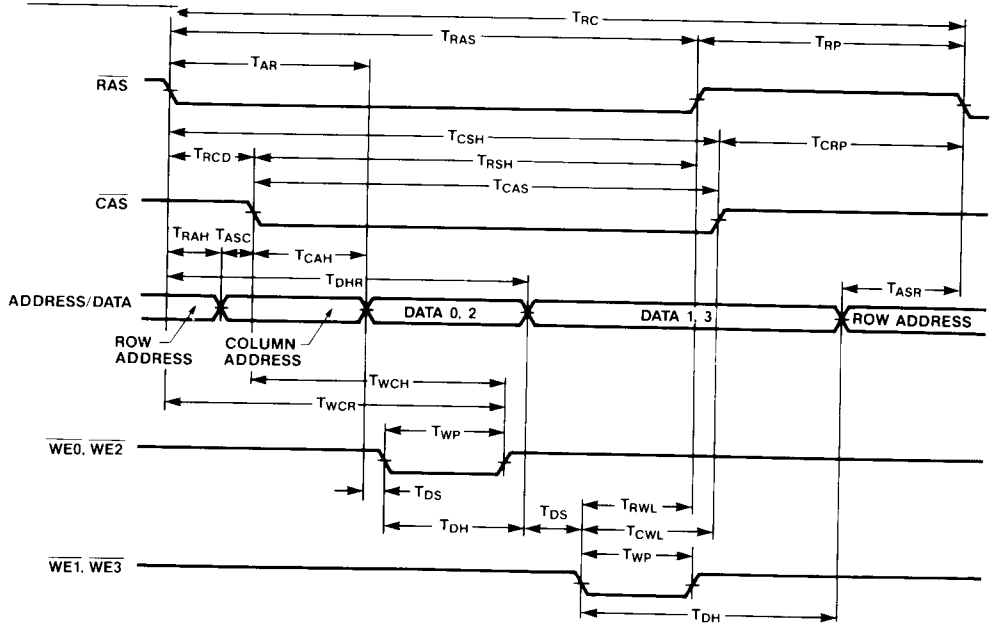 TRC
TRAS TRP
TAR
RAS
TCSH TCRP
TRCD TRSH
TCAS
CAS
TRAH TASC
TCAH
TDHR
TASR
ADDRESS/DATA DATA 0, 2 DATA 1, 3 ROW ADDRESS
ROW
ADDRESS
COLUMN
ADDRESS
TWCH
TWCR
TWP
WE0, WE2
TDS
TDS TRWL
TDH TCWL
TWP
WE1, WE3
TDH